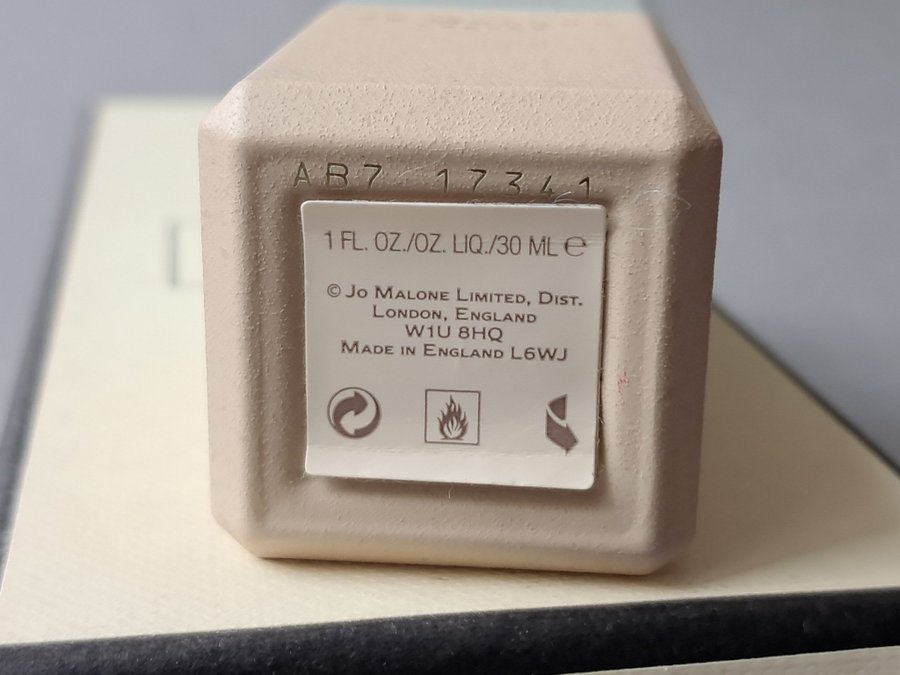 AB7 17341
1 FL. OZ./OZ. LIQ./30 ML ℮
© JO MALONE LIMITED, DIST.
LONDON, ENGLAND
W1U 8HQ
MADE IN ENGLAND L6WJ